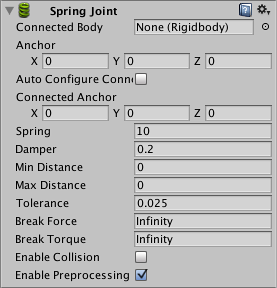 Spring Joint
Connected Body None (Rigidbody)
Anchor
X 0 Y 0 Z 0
Auto Configure Conne
Connected Anchor
X 0 Y 0 Z 0
Spring 10
Damper 0.2
Min Distance 0
Max Distance 0
Tolerance 0.025
Break Force Infinity
Break Torque Infinity
Enable Collision
Enable Preprocessing